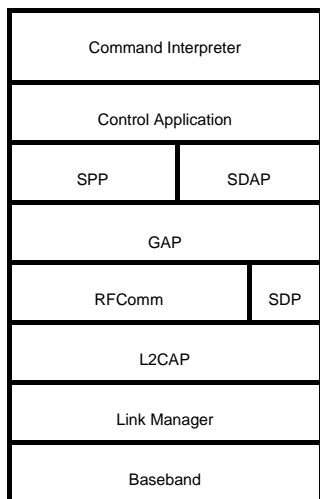 Command Interpreter
Control Application
SPP SDAP
GAP
RFComm SDP
L2CAP
Link Manager
Baseband